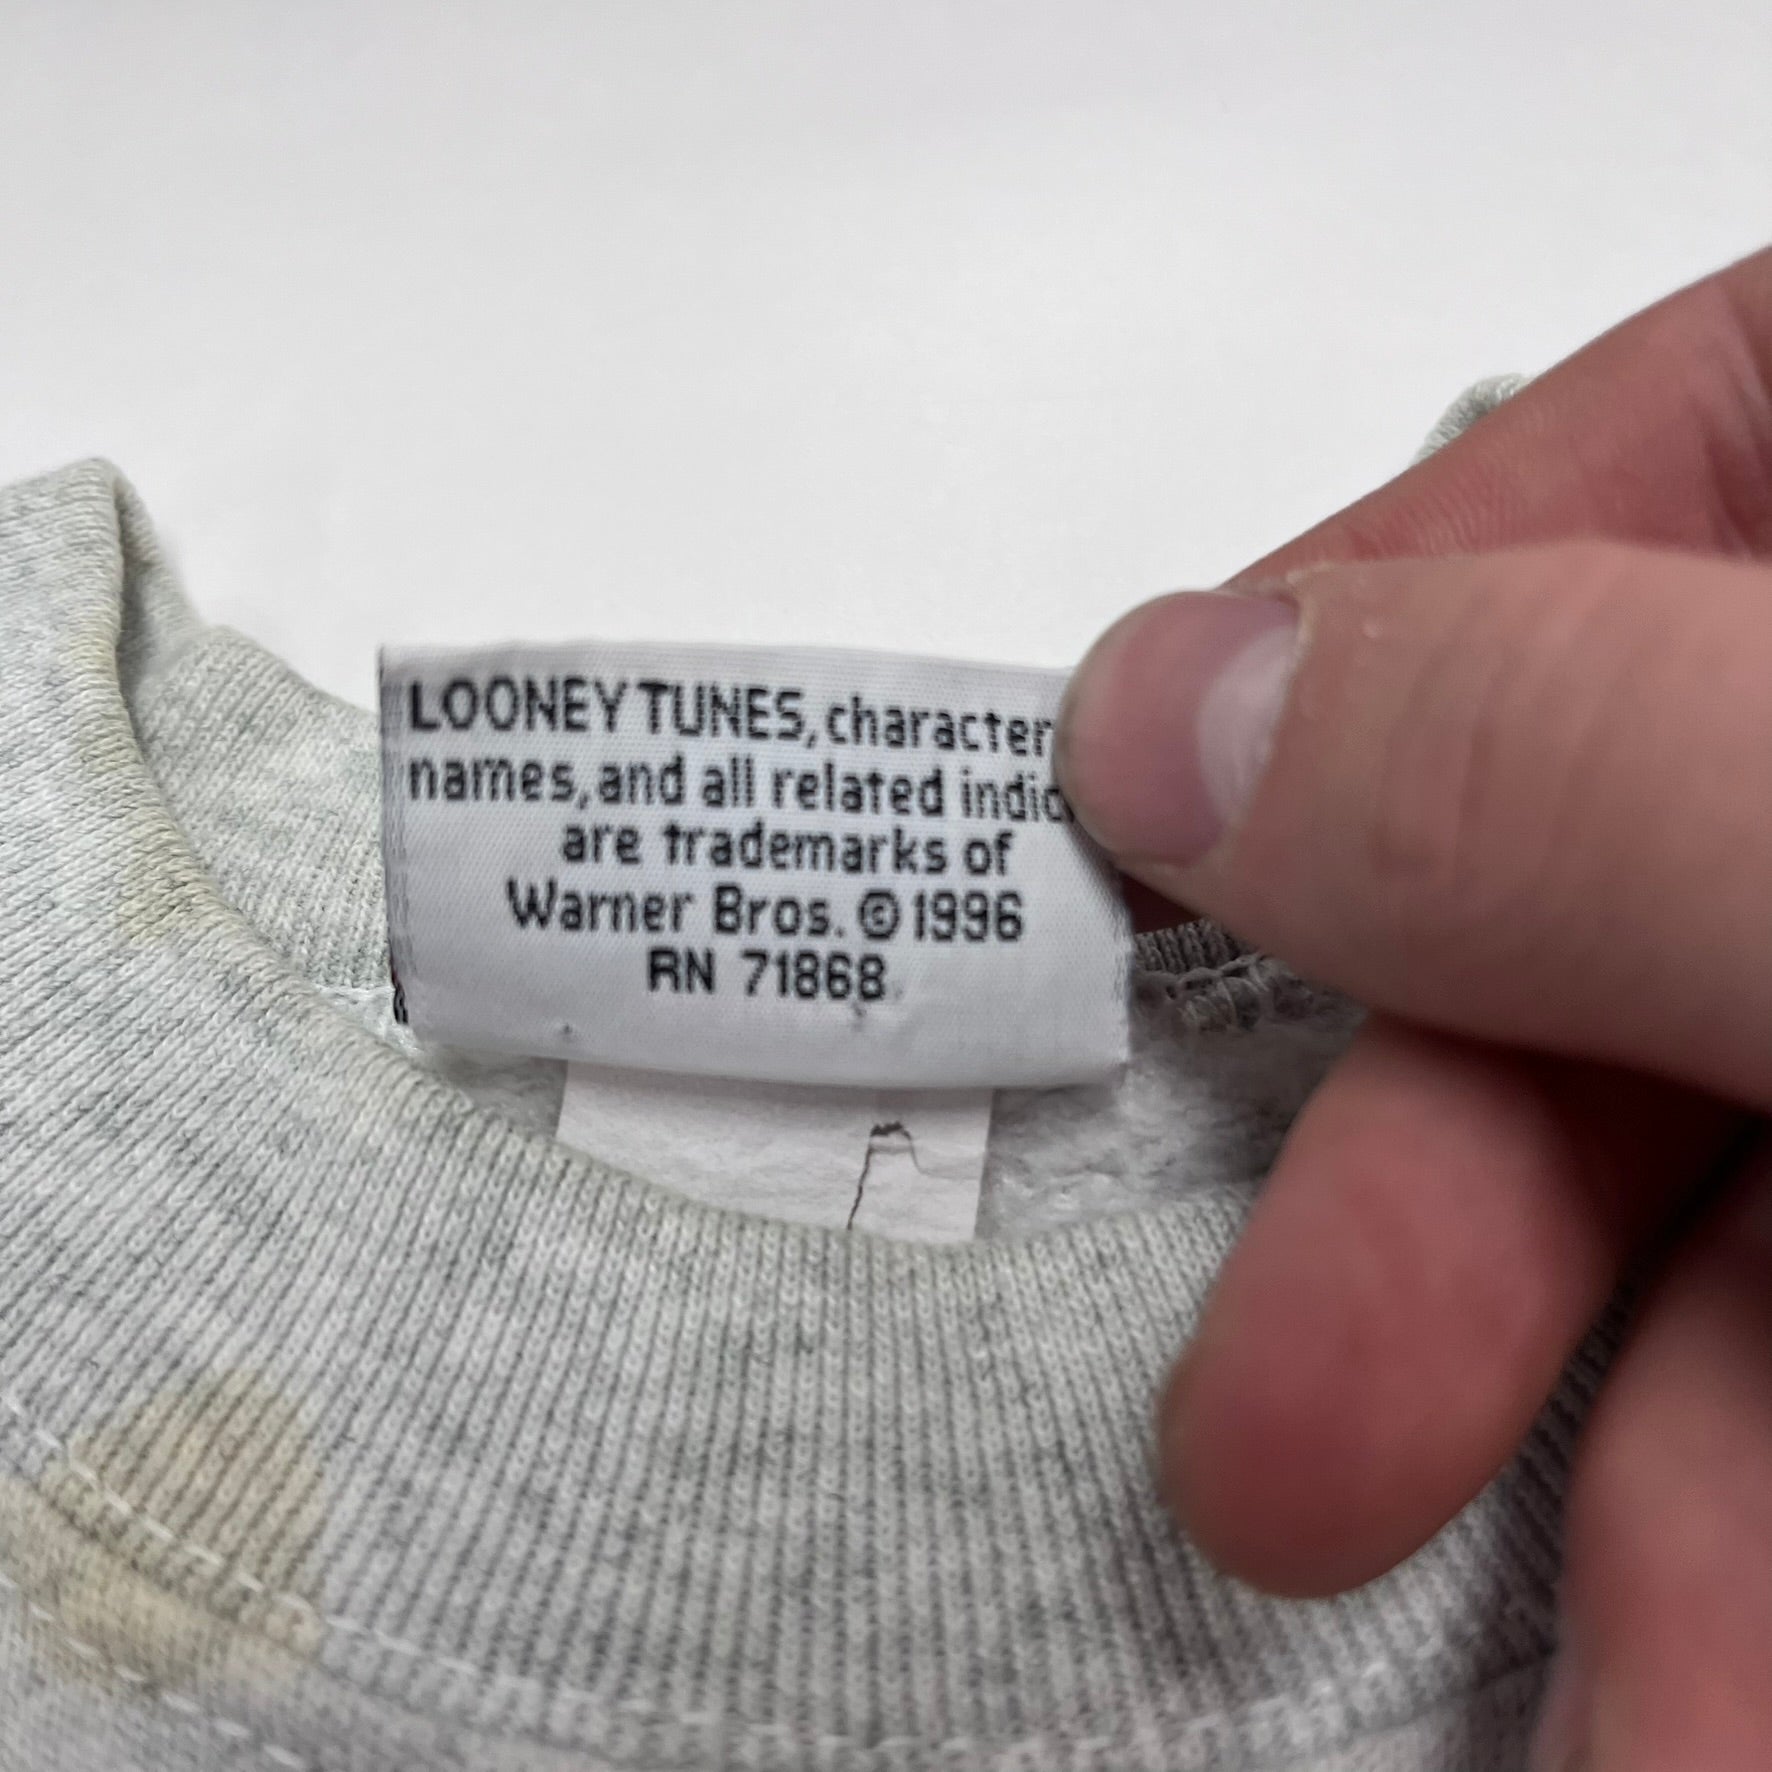 LOONEY TUNES, character
names, and all related indic
are trademarks of
Warner Bros. © 1996
RN 71868